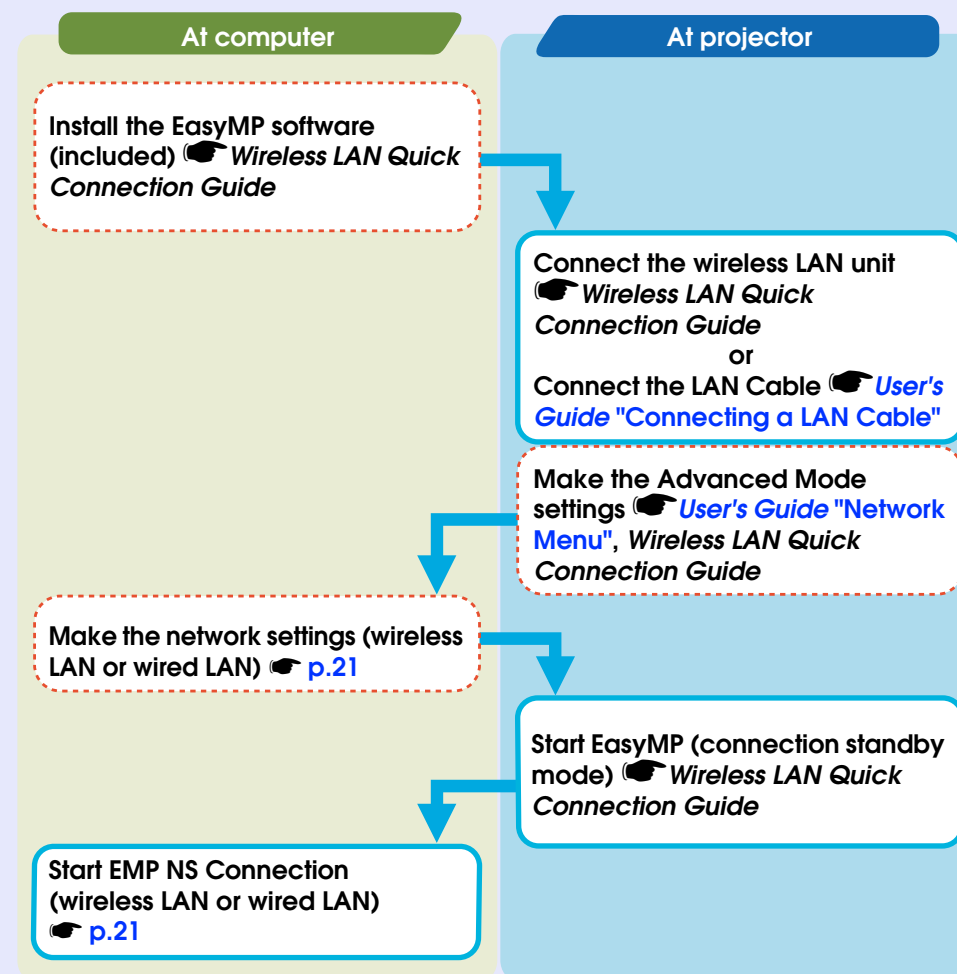 At computer
At projector
Install the EasyMP software
(included) Wireless LAN Quick
Connection Guide
Connect the wireless LAN unit
Wireless LAN Quick
Connection Guide
or
Connect the LAN Cable User's
Guide "Connecting a LAN Cable"
Make the Advanced Mode
settings User's Guide "Network
Menu", Wireless LAN Quick
Connection Guide
Make the network settings (wireless
LAN or wired LAN) p.21
Start EasyMP (connection standby
mode) Wireless LAN Quick
Connection Guide
Start EMP NS Connection
(wireless LAN or wired LAN)
p.21